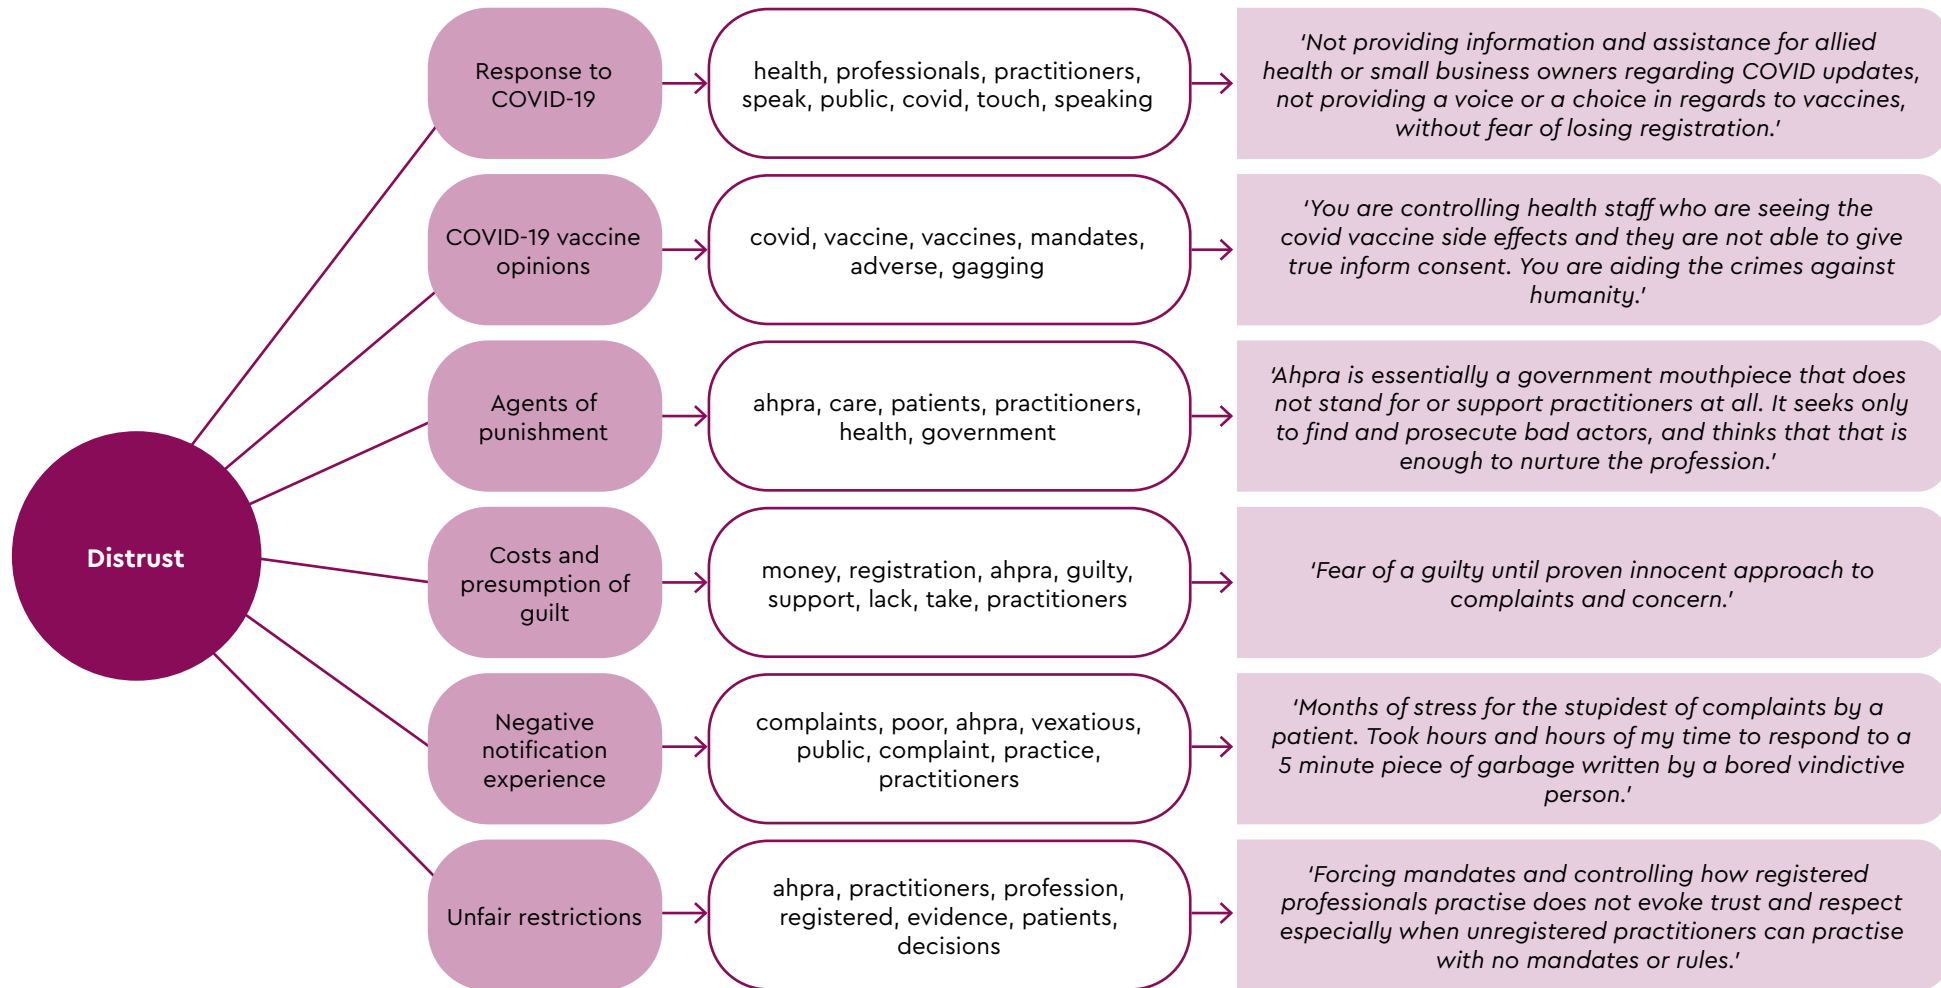 Distrust
Response to
COVID-19
health, professionals, practitioners,
speak, public, covid, touch, speaking
‘Not providing information and assistance for allied
health or small business owners regarding COVID updates,
not providing a voice or a choice in regards to vaccines,
without fear of losing registration.’
COVID-19 vaccine
opinions
covid, vaccine, vaccines, mandates,
adverse, gagging
‘You are controlling health staff who are seeing the
covid vaccine side effects and they are not able to give
true inform consent. You are aiding the crimes against
humanity.’
Agents of
punishment
ahpra, care, patients, practitioners,
health, government
‘Ahpra is essentially a government mouthpiece that does
not stand for or support practitioners at all. It seeks only
to find and prosecute bad actors, and thinks that that is
enough to nurture the profession.’
Costs and
presumption of
guilt
money, registration, ahpra, guilty,
support, lack, take, practitioners
‘Fear of a guilty until proven innocent approach to
complaints and concern.’
Negative
notification
experience
complaints, poor, ahpra, vexatious,
public, complaint, practice,
practitioners
‘Months of stress for the stupidest of complaints by a
patient. Took hours and hours of my time to respond to a
5 minute piece of garbage written by a bored vindictive
person.’
Unfair restrictions
ahpra, practitioners, profession,
registered, evidence, patients,
decisions
‘Forcing mandates and controlling how registered
professionals practise does not evoke trust and respect
especially when unregistered practitioners can practise
with no mandates or rules.’